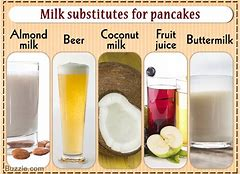 Milk substitutes for pancakes
Almond milk
Beer
Coconut milk
Fruit juice
Buttermilk
Buzzle.com